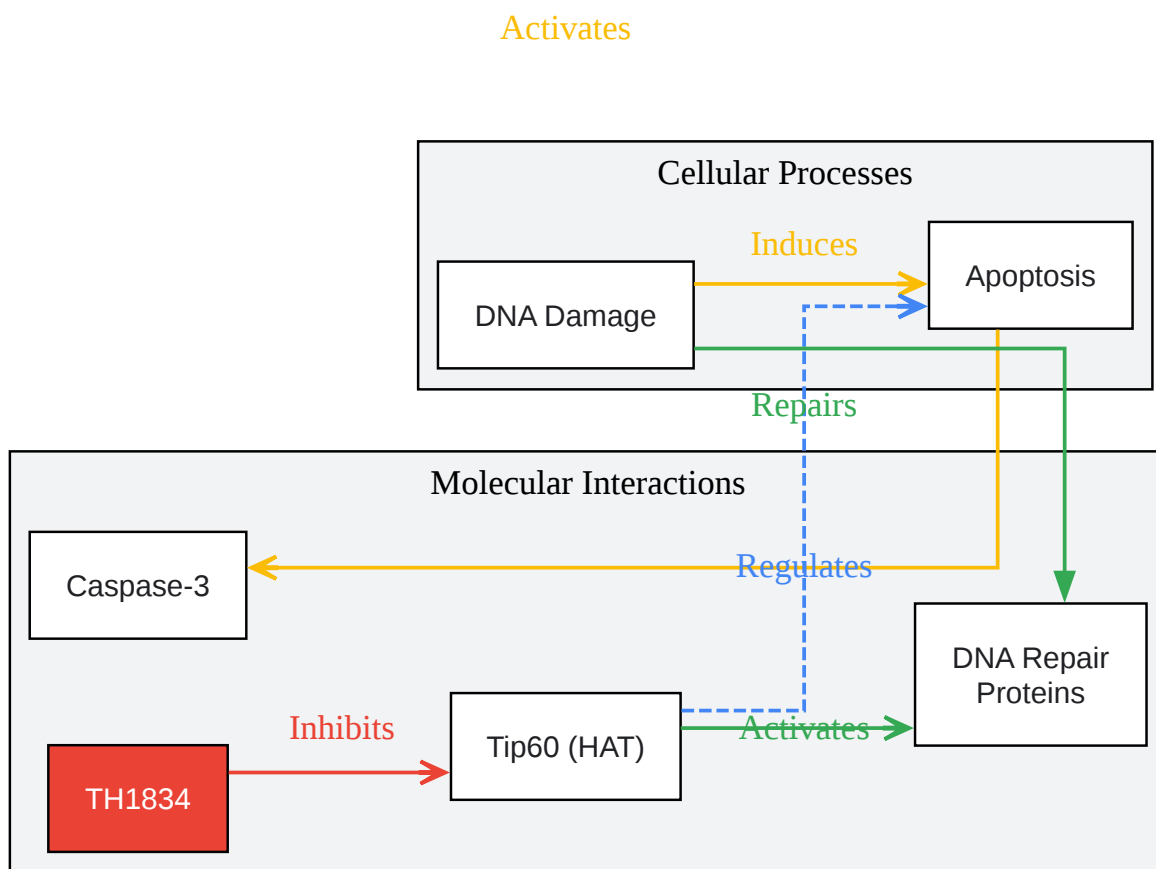 Activates
Cellular Processes
Induces
Apoptosis
DNA Damage
Repairs
Molecular Interactions
Caspase-3
Regulates
DNA Repair
Proteins
Inhibits
Tip60 (HAT)
Activates
TH1834